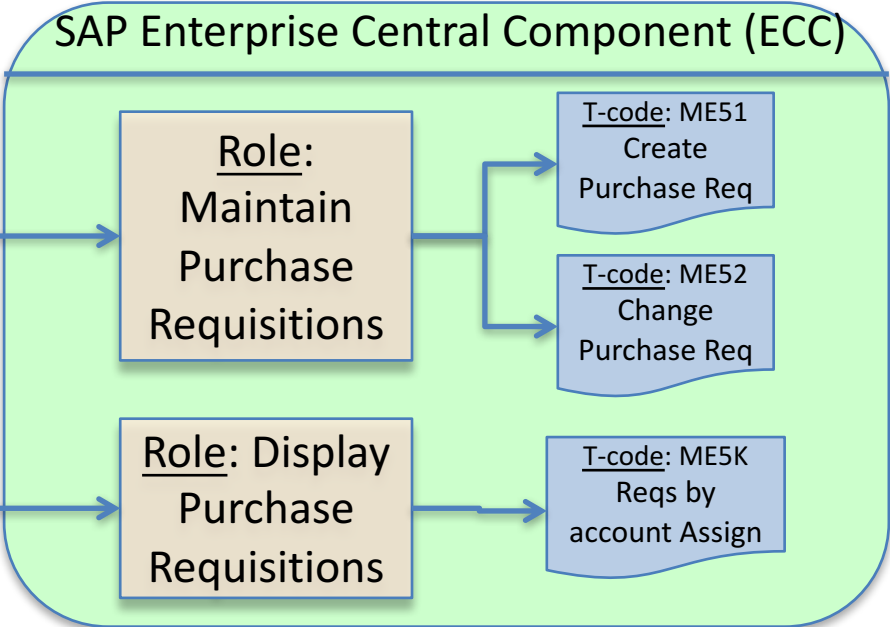 SAP Enterprise Central Component (ECC)
Role:
Maintain
Purchase
Requisitions
T-code: ME51
Create
Purchase Req
T-code: ME52
Change
Purchase Req
Role: Display
Purchase
Requisitions
T-code: ME5K
Reqs by
account Assign